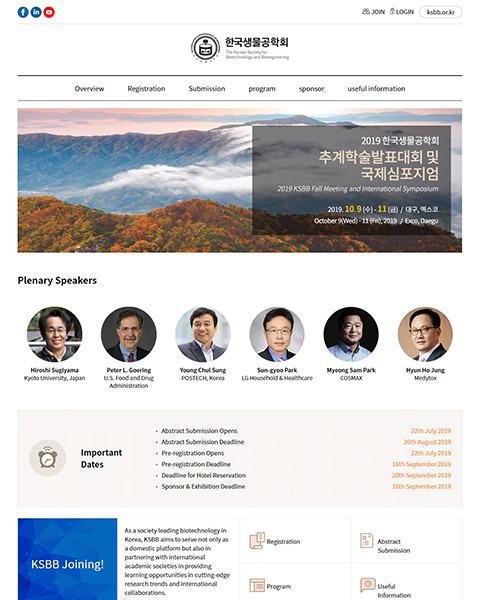 JOIN LOGIN ksbb.or.kr
한국생물공학회
The Korean Society for
Biotechnology and Bioengineering
Overview Registration Submission program sponsor useful information
2019 한국생물공학회
추계학술발표대회 및
국제심포지엄
2019 KSBB Fall Meeting and International Symposium
2019. 10. 9 (수) - 11 (금) / 대구, 엑스코
October 9(Wed) - 11 (Fri), 2019 / Exco, Daegu
Plenary Speakers
Hiroshi Sugiyama
Kyoto University, Japan
Peter L. Goering
U.S. Food and Drug
Administration
Young Chul Sung
POSTECH, Korea
Sun-gyoo Park
LG Household & Healthcare
Myeong Sam Park
COSMAX
Hyun Ho Jung
Medytox
Important
Dates
• Abstract Submission Opens 22th July 2019
• Abstract Submission Deadline 26th August 2019
• Pre-registration Opens 22th July 2019
• Pre-registration Deadline 16th September 2019
• Deadline for Hotel Reservation 20th September 2019
• Sponsor & Exhibition Deadline 16th September 2019
KSBB Joining!
As a society leading biotechnology in
Korea, KSBB aims to serve not only as
a domestic platform but also in
partnering with international
academic societies in providing
learning opportunities in cutting-edge
research trends and international
collaborations.
Registration
Abstract
Submission
Program
Useful
Information